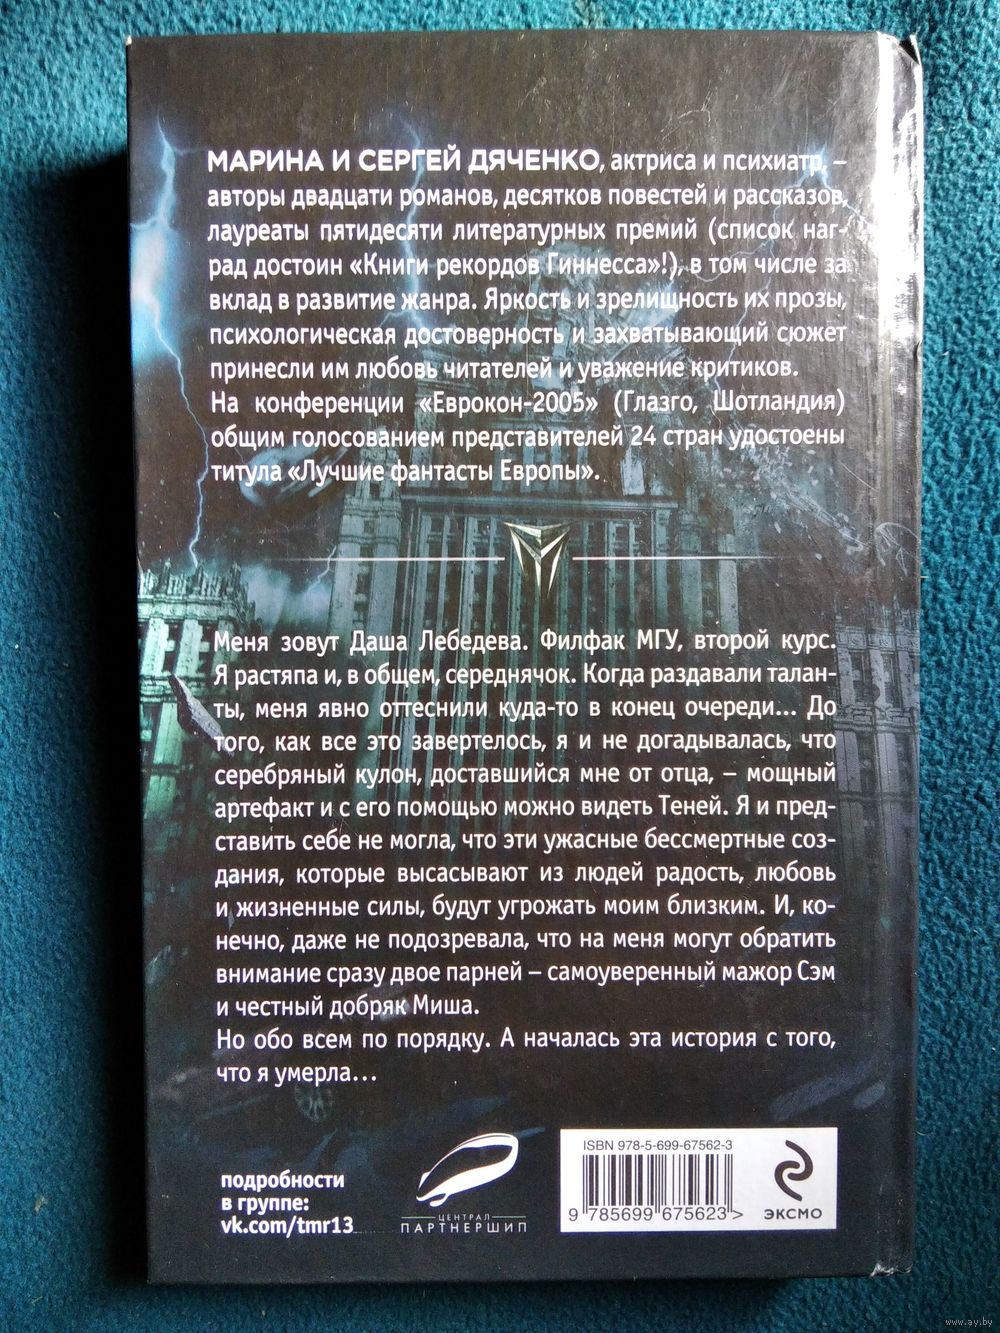 МАРИНА И СЕРГЕЙ ДЯЧЕНКО, актриса и психиатр, –
авторы двадцати романов, десятков повестей и рассказов,
лауреаты пятидесяти литературных премий (список наг-
рад достоин «Книги рекордов Гиннесса»!), в том числе за
вклад в развитие жанра. Яркость и зрелищность их прозы,
психологическая достоверность и захватывающий сюжет
принесли им любовь читателей и уважение критиков.
На конференции «Еврокон-2005» (Глазго, Шотландия)
общим голосованием представителей 24 стран удостоены
титула «Лучшие фантасты Европы».
Меня зовут Даша Лебедева. Филфак МГУ, второй курс.
Я растяпа и, в общем, середнячок. Когда раздавали талан-
ты, меня явно оттеснили куда-то в конец очереди... До
того, как все это завертелось, я и не догадывалась, что
серебряный кулон, доставшийся мне от отца, – мощный
артефакт и с его помощью можно видеть Теней. Я и пред-
ставить себе не могла, что эти ужасные бессмертные соз-
дания, которые высасывают из людей радость, любовь
и жизненные силы, будут угрожать моим близким. И, ко-
нечно, даже не подозревала, что на меня могут обратить
внимание сразу двое парней – самоуверенный мажор Сэм
и честный добряк Миша.
Но обо всем по порядку. А началась эта история с того,
что я умерла...
подробности
в группе:
vk.com/tmr13
ЦЕНТРАЛ
ПАРТНЕРШИП
ISBN 978-5-699-67562-3
9 785699 675623 >
ЭКСМО
www.ay.by